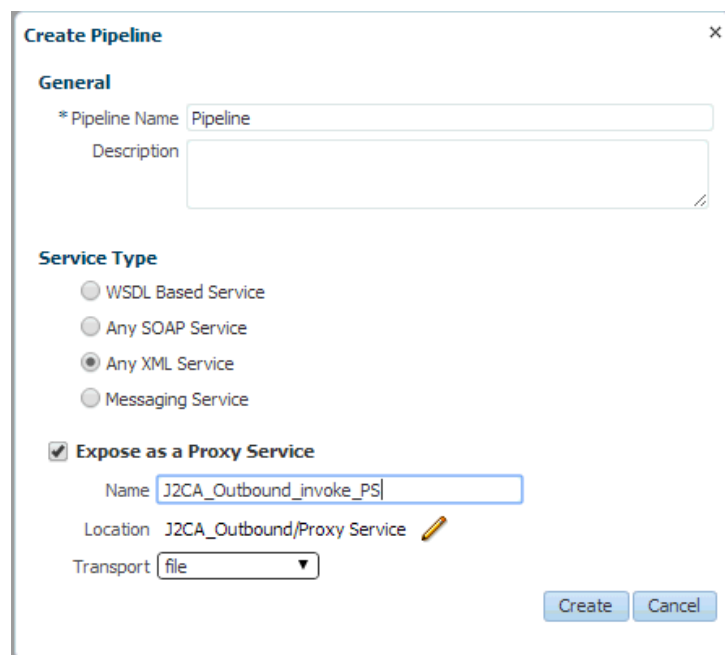 Create Pipeline
General
* Pipeline Name Pipeline
Description
Service Type
WSDL Based Service
Any SOAP Service
Any XML Service
Messaging Service
Expose as a Proxy Service
Name J2CA_Outbound_invoke_PS
Location J2CA_Outbound/Proxy Service
Transport file
Create Cancel